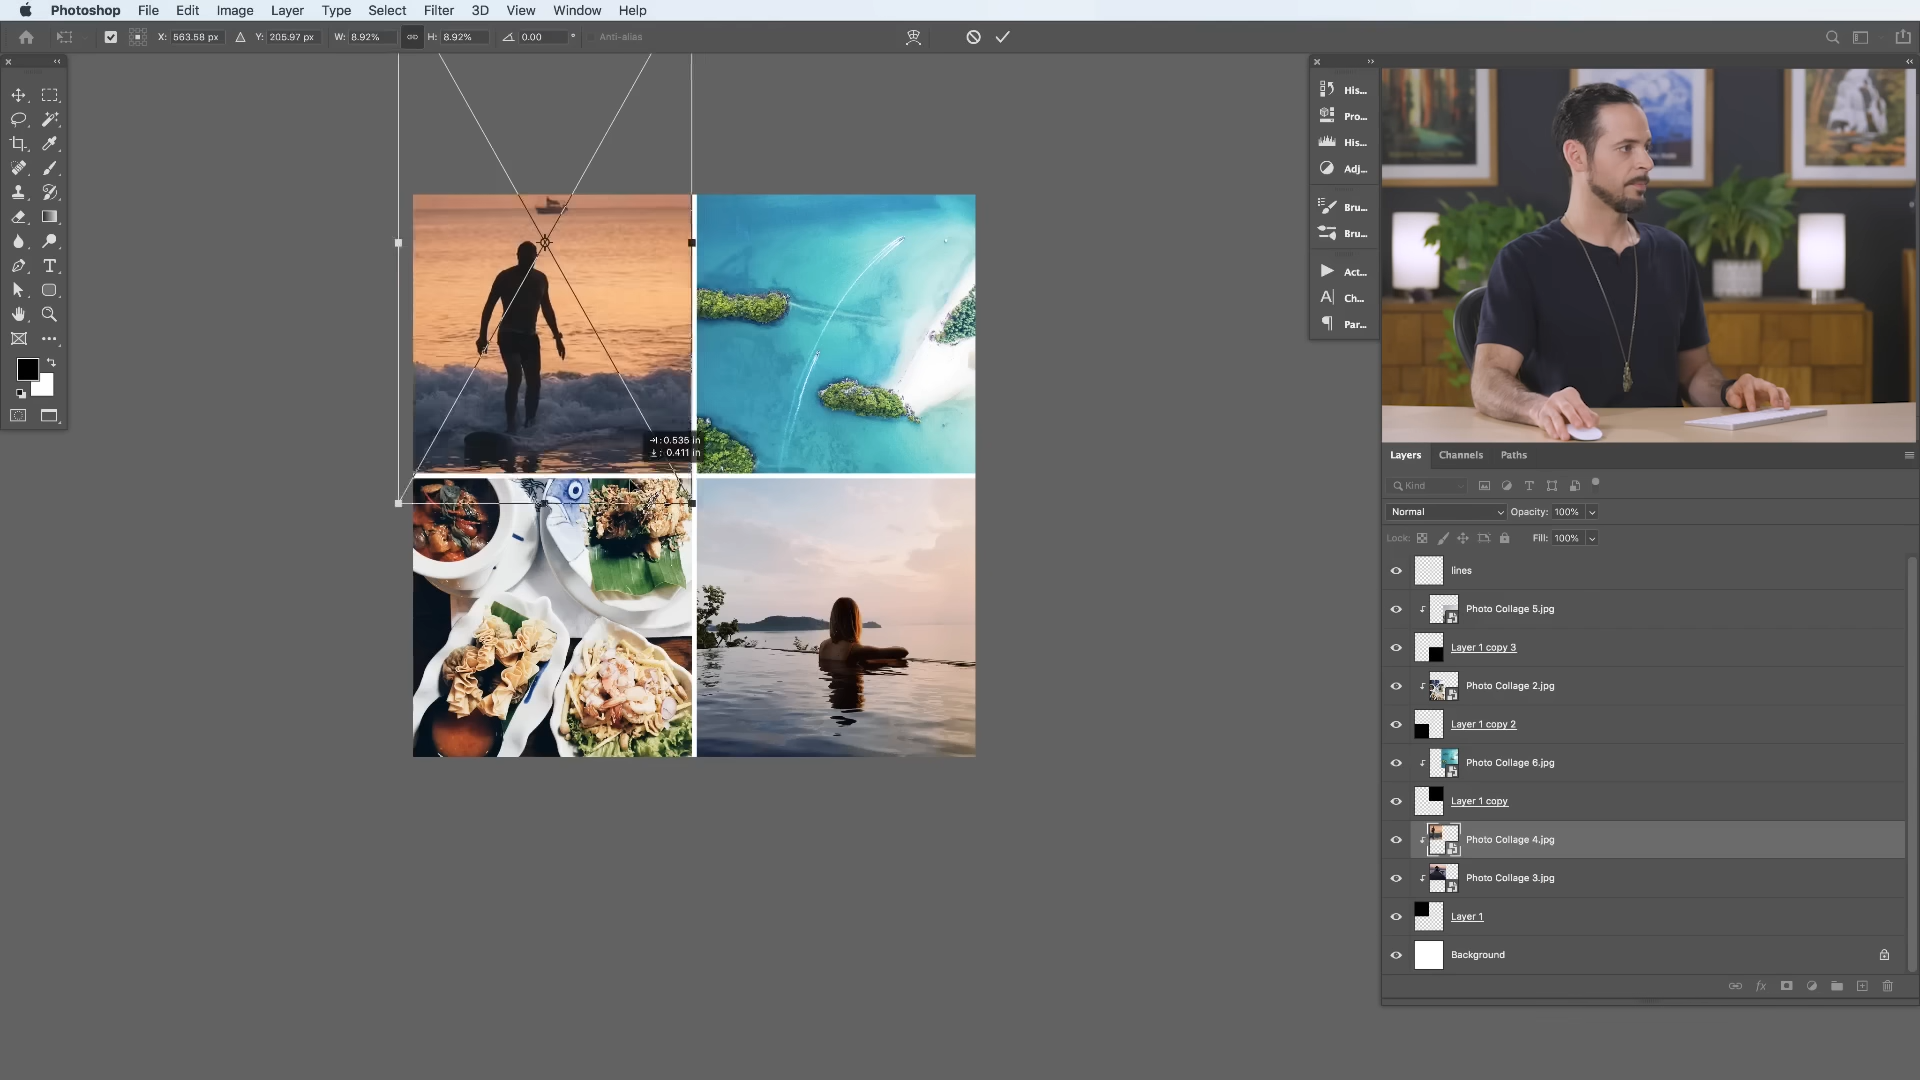 Photoshop File Edit Image Layer Type Select Filter 3D View Window Help
X: 563.58 px Y: 205.97 px W: 8.92% H: 8.92% 0.00 ° Anti-alias
His...
Pro...
His...
Adj...
Bru...
Bru...
Act...
Ch...
Par...
: 0.535 in
: 0.411 in
Layers Channels Paths
Kind
Normal Opacity: 100%
Lock: Fill: 100%
lines
Photo Collage 5.jpg
Layer 1 copy 3
Photo Collage 2.jpg
Layer 1 copy 2
Photo Collage 6.jpg
Layer 1 copy
Photo Collage 4.jpg
Photo Collage 3.jpg
Layer 1
Background
fx